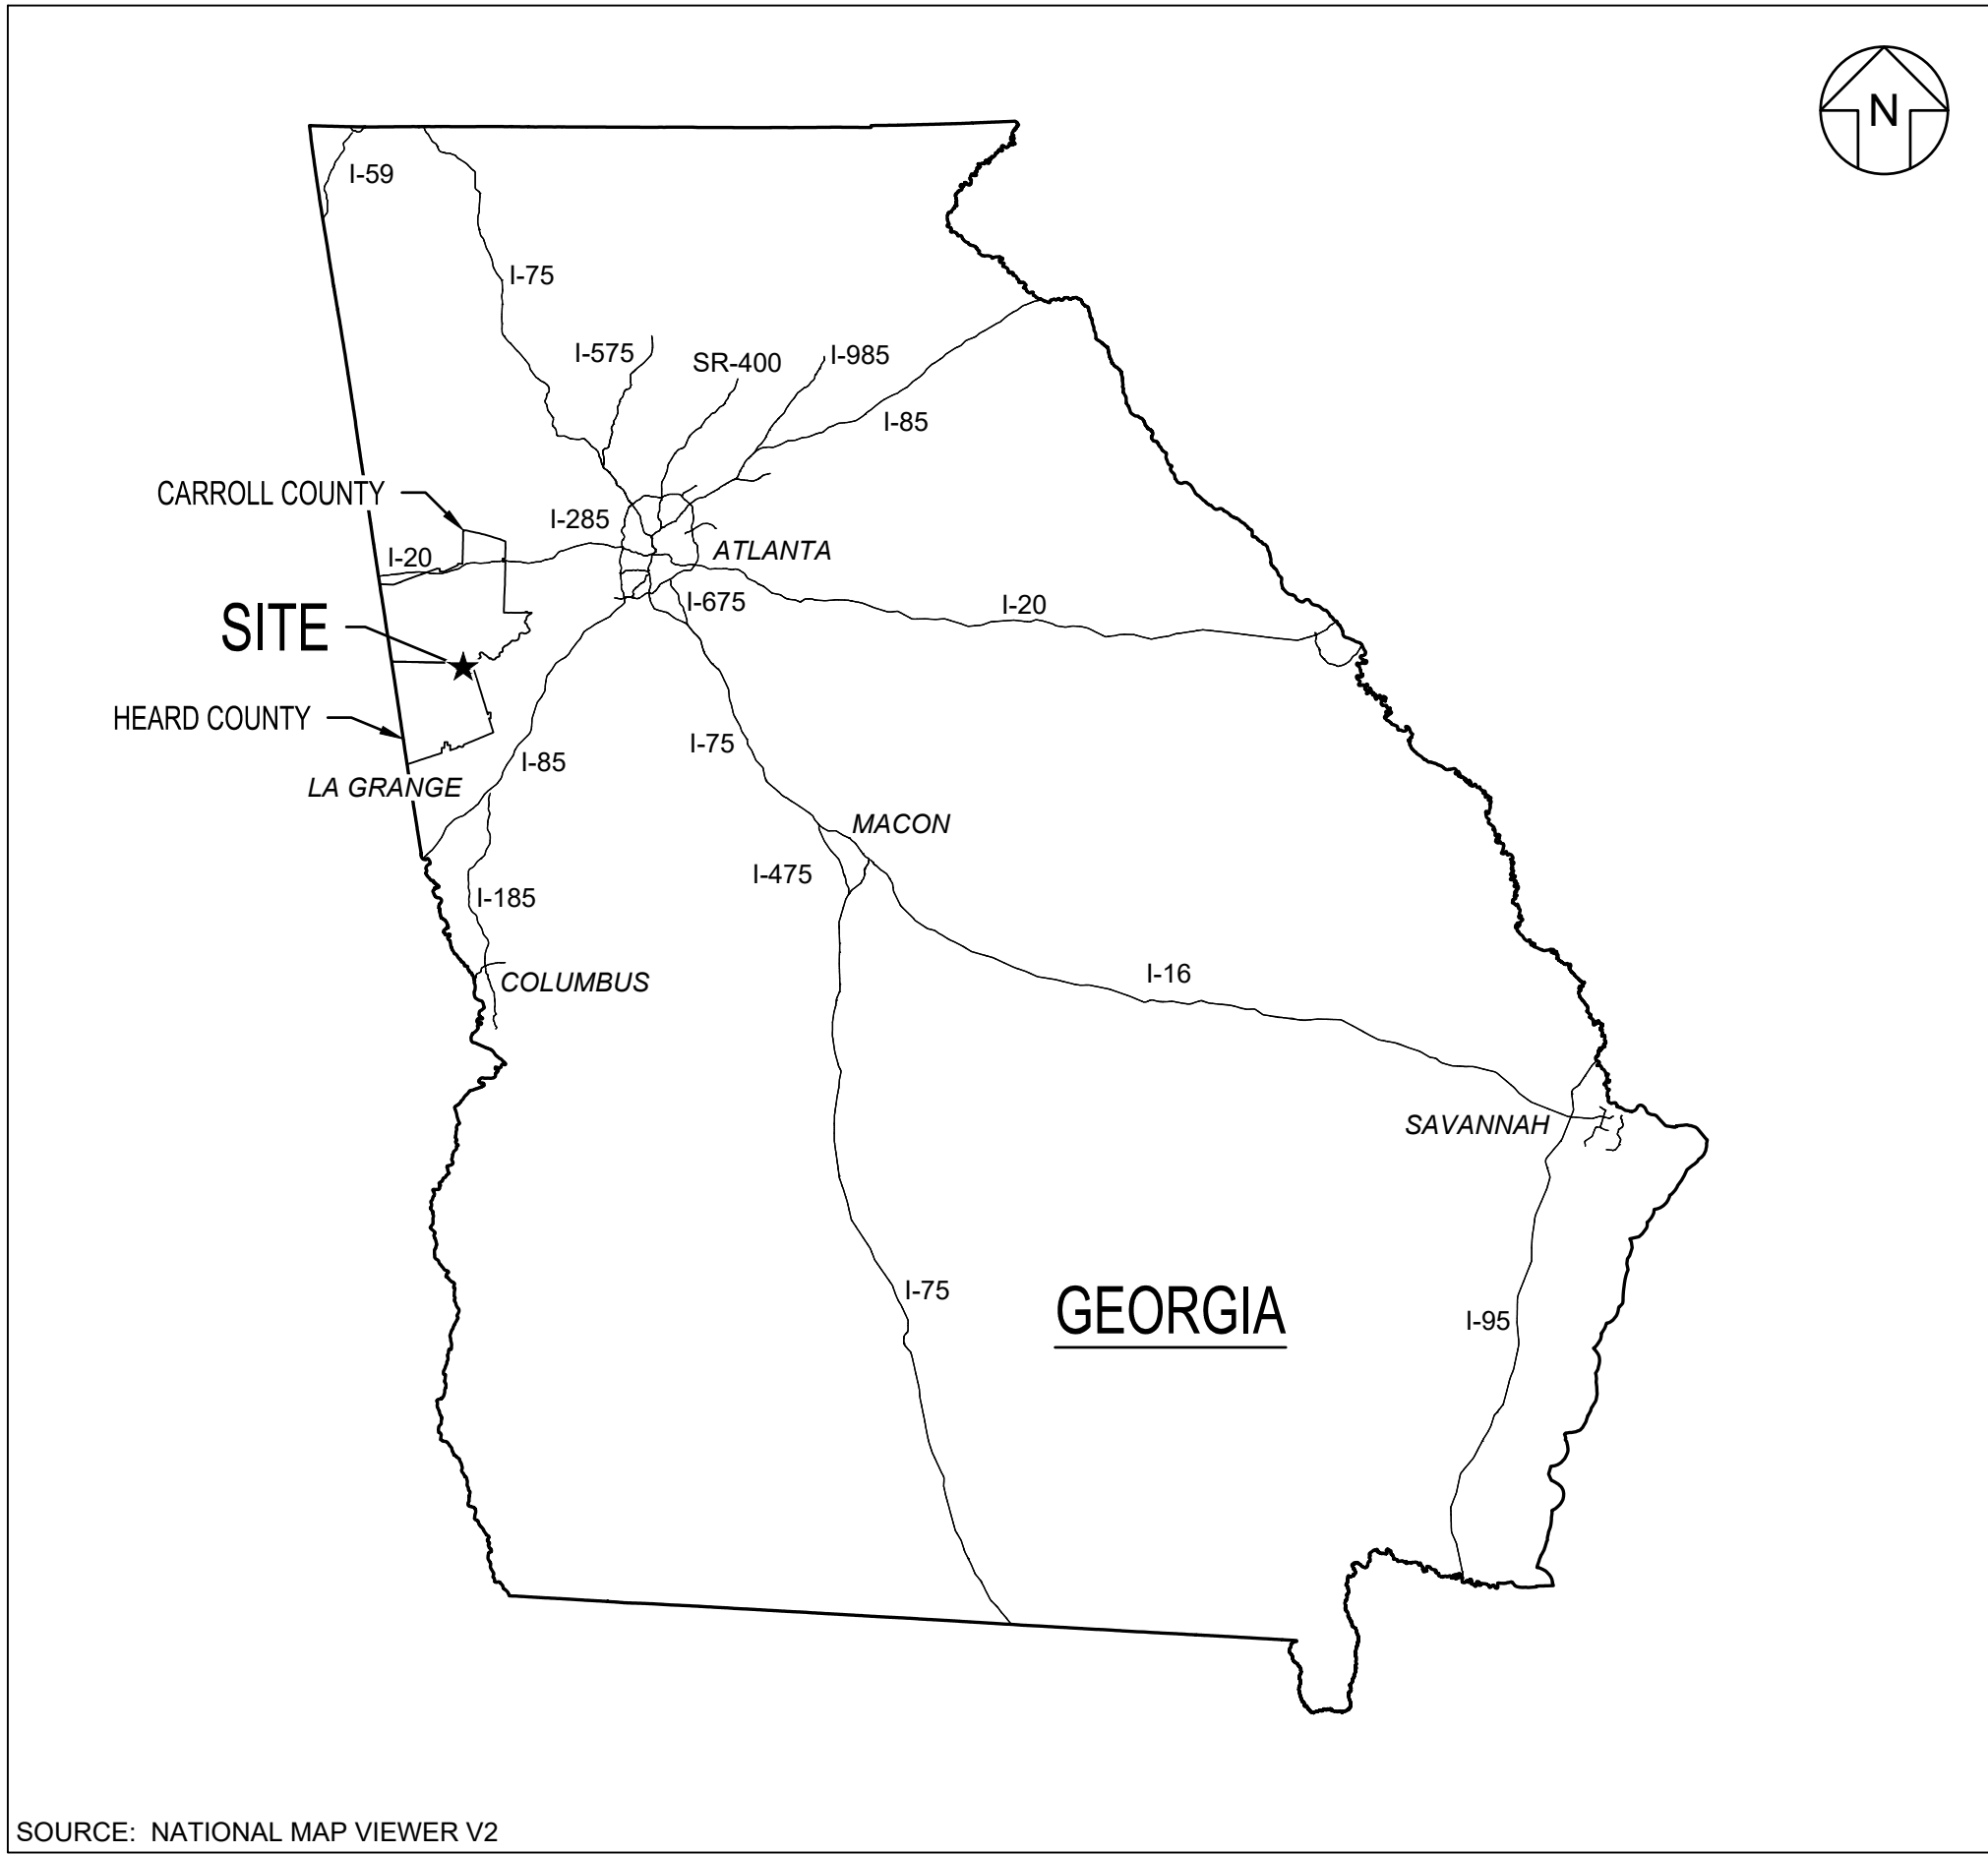 N
I-59
I-75
I-575
SR-400
I-985
I-85
CARROLL COUNTY
I-285
ATLANTA
I-20
I-675
I-20
SITE
HEARD COUNTY
I-75
I-85
LA GRANGE
MACON
I-475
I-185
I-16
COLUMBUS
SAVANNAH
I-75
GEORGIA
I-95
SOURCE: NATIONAL MAP VIEWER V2